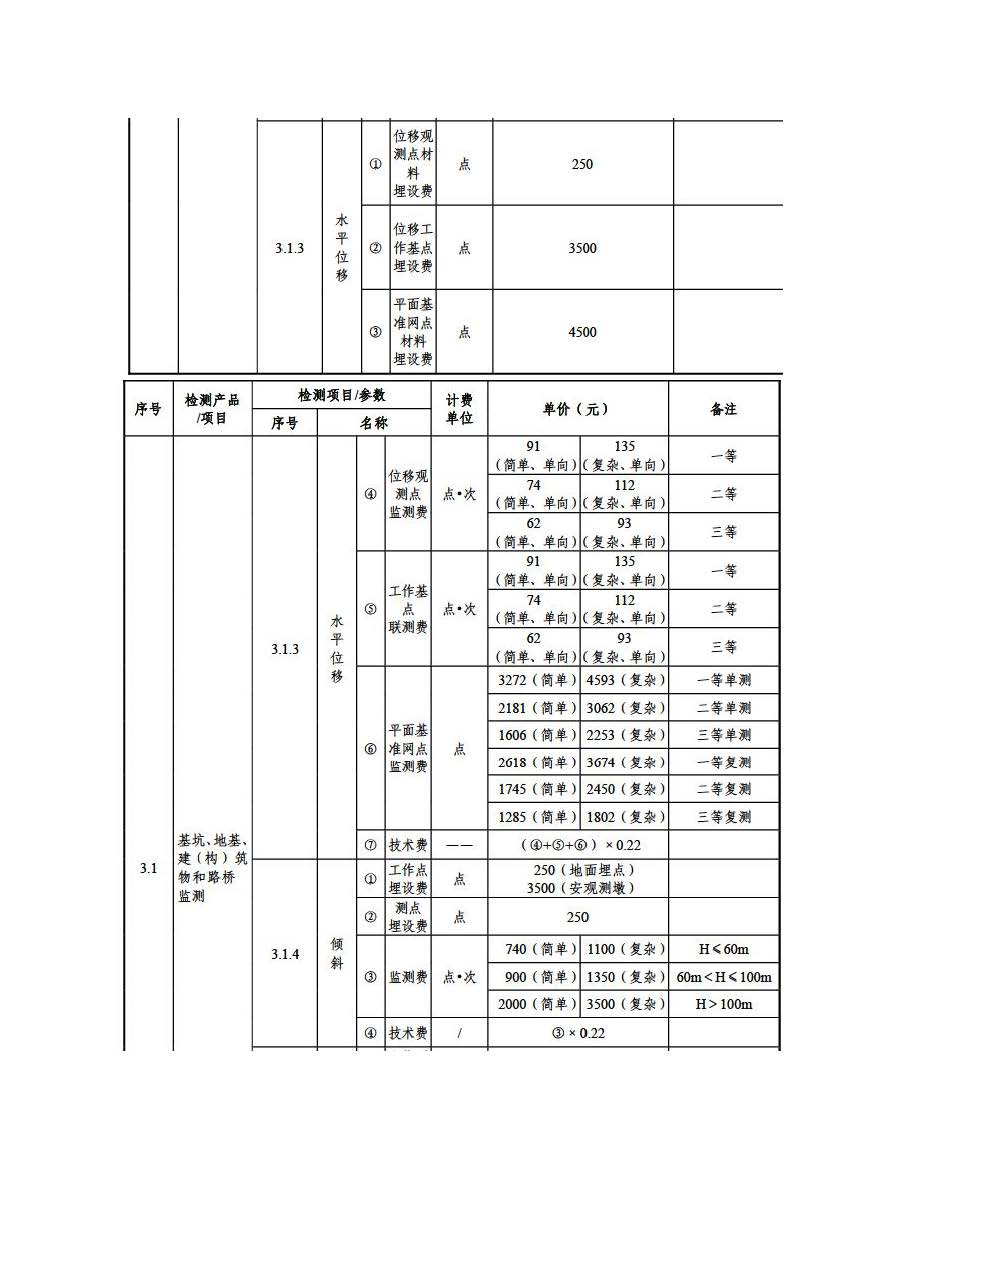 3.1.3
水平位移
①
位移观
测点材
料
埋设费
点
250
②
位移工
作基点
埋设费
点
3500
③
平面基
准网点
材料
埋设费
点
4500
序号
检测产品
/项目
检测项目/参数
序号
名称
计费
单位
单价（元）
备注
3.1
基坑、地基、
建（构）筑
物和路桥
监测
3.1.3
水平位移
④
位移观
测点
监测费
点•次
91
（简单、单向）
135
（复杂、单向）
一等
74
（简单、单向）
112
（复杂、单向）
二等
62
（简单、单向）
93
（复杂、单向）
三等
⑤
工作基
点
联测费
点•次
91
（简单、单向）
135
（复杂、单向）
一等
74
（简单、单向）
112
（复杂、单向）
二等
62
（简单、单向）
93
（复杂、单向）
三等
⑥
平面基
准网点
监测费
点
3272（简单） 4593（复杂） 一等单测
2181（简单） 3062（复杂） 二等单测
1606（简单） 2253（复杂） 三等单测
2618（简单） 3674（复杂） 一等复测
1745（简单） 2450（复杂） 二等复测
1285（简单） 1802（复杂） 三等复测
⑦ 技术费 —— （④+⑤+⑥）× 0.22
3.1.4
倾斜
①
工作点
埋设费
点
250（地面埋点）
3500（安观测墩）
②
测点
埋设费
点
250
③ 监测费 点•次
740（简单） 1100（复杂） H≤60m
900（简单） 1350（复杂） 60m<H≤100m
2000（简单） 3500（复杂） H>100m
④ 技术费 / ③×0.22